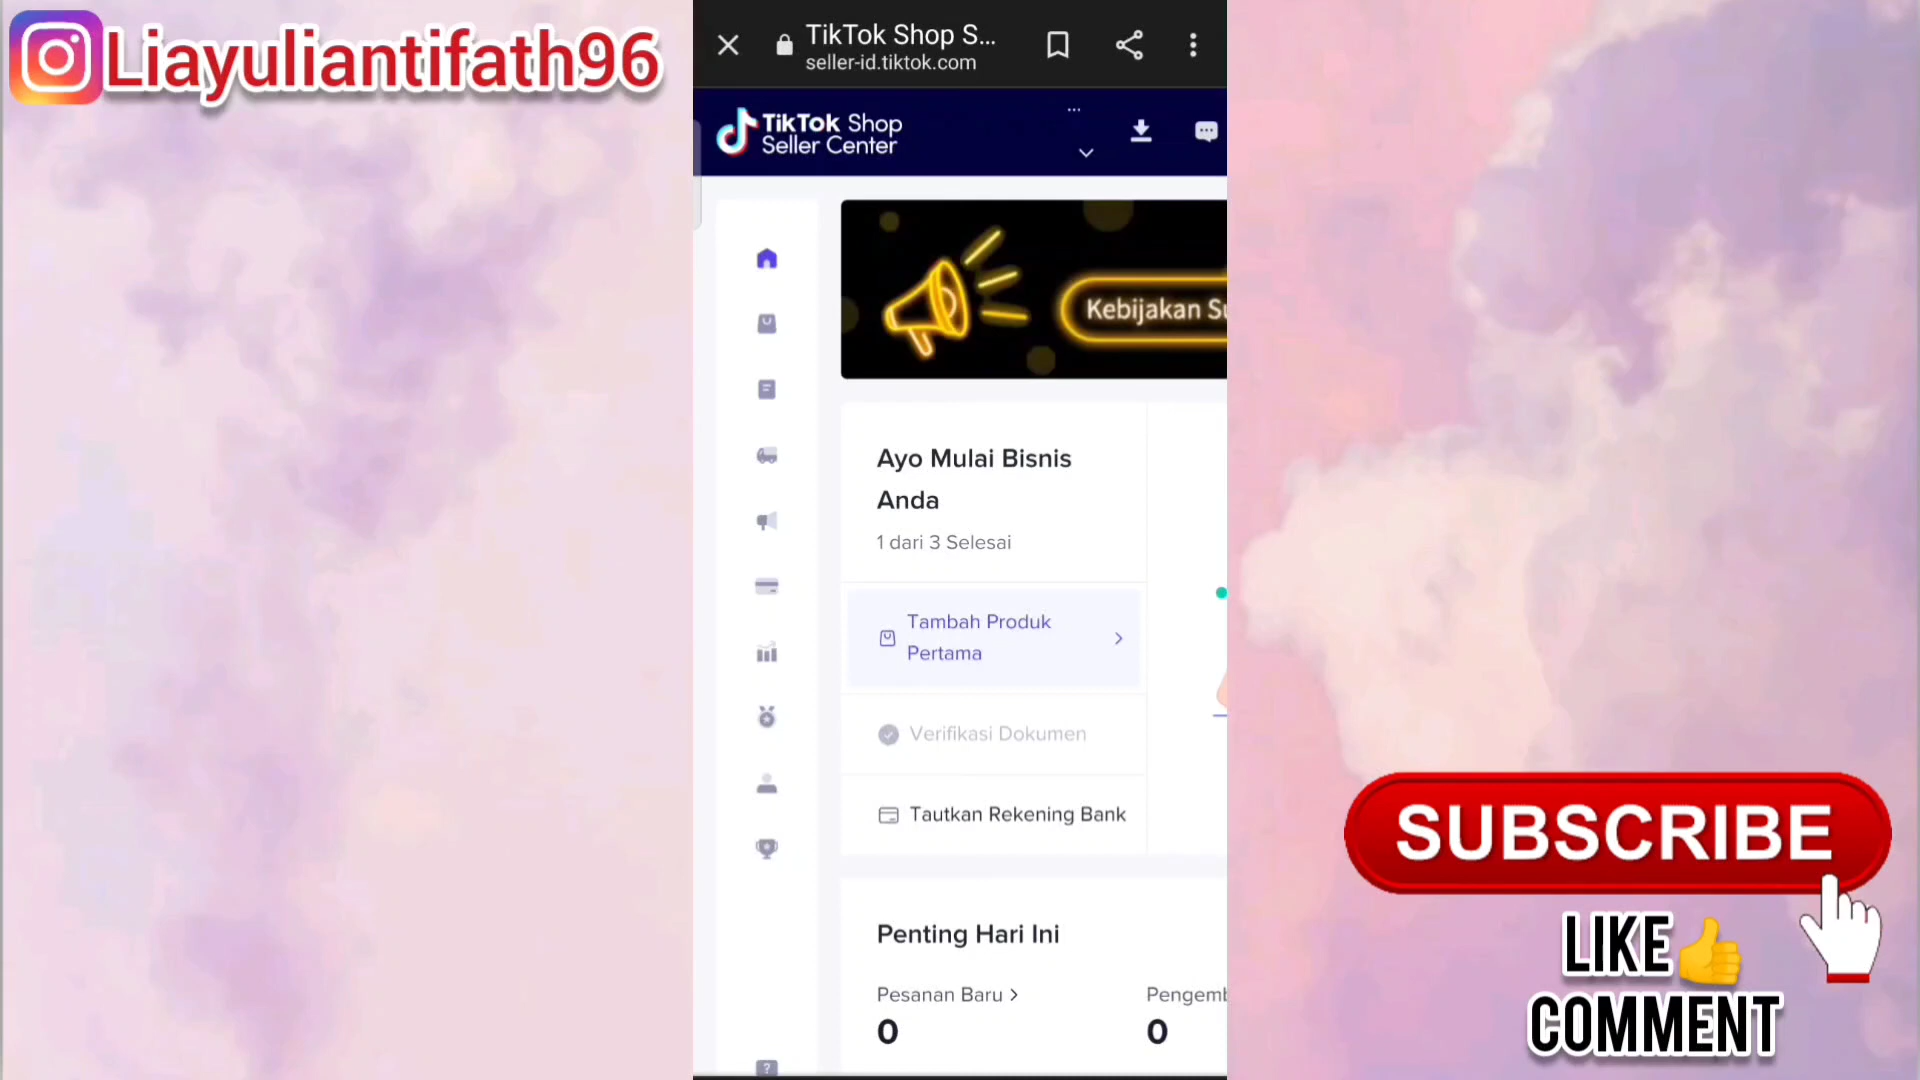 Liayuliantifath96
TikTok Shop S...
seller-id.tiktok.com
TikTok Shop
Seller Center
Kebijakan Su
Ayo Mulai Bisnis
Anda
1 dari 3 Selesai
Tambah Produk
Pertama
Verifikasi Dokumen
Tautkan Rekening Bank
Penting Hari Ini
Pesanan Baru >
Pengemb
0
0
SUBSCRIBE
LIKE
COMMENT